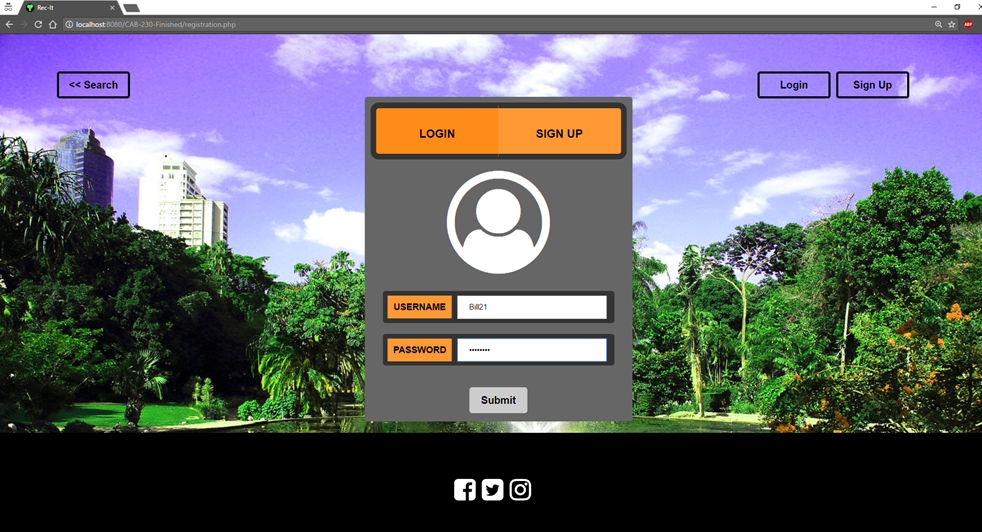 Rec-It
localhost:8080/CAB-230-Finished/registration.php
ABP
<< Search
Login
Sign Up
LOGIN
SIGN UP
USERNAME
Bill21
PASSWORD
••••••••
Submit